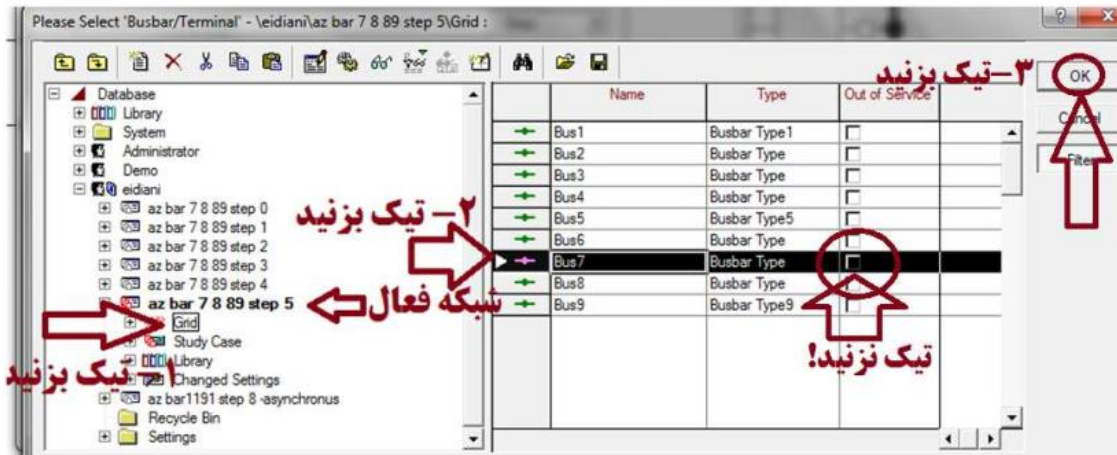 Please Select 'Busbar/Terminal' - \eidiani\az bar 7 8 89 step 5\Grid :
Database
Library
System
Administrator
Demo
eidiani
az bar 7 8 89 step 0
az bar 7 8 89 step 1
az bar 7 8 89 step 2
az bar 7 8 89 step 3
az bar 7 8 89 step 4
az bar 7 8 89 step 5
Grid
Study Case
Library
Changed Settings
az bar1191 step 8 -asynchronus
Recycle Bin
Settings
Name Type Out of Service
Bus1 Busbar Type1
Bus2 Busbar Type
Bus3 Busbar Type
Bus4 Busbar Type
Bus5 Busbar Type5
Bus6 Busbar Type
Bus7 Busbar Type
Bus8 Busbar Type
Bus9 Busbar Type9
OK
Cancel
Filter
۱- تیک بزنید
۲- تیک بزنید
۳- تیک بزنید
شبکه فعال
تیک نزنید!